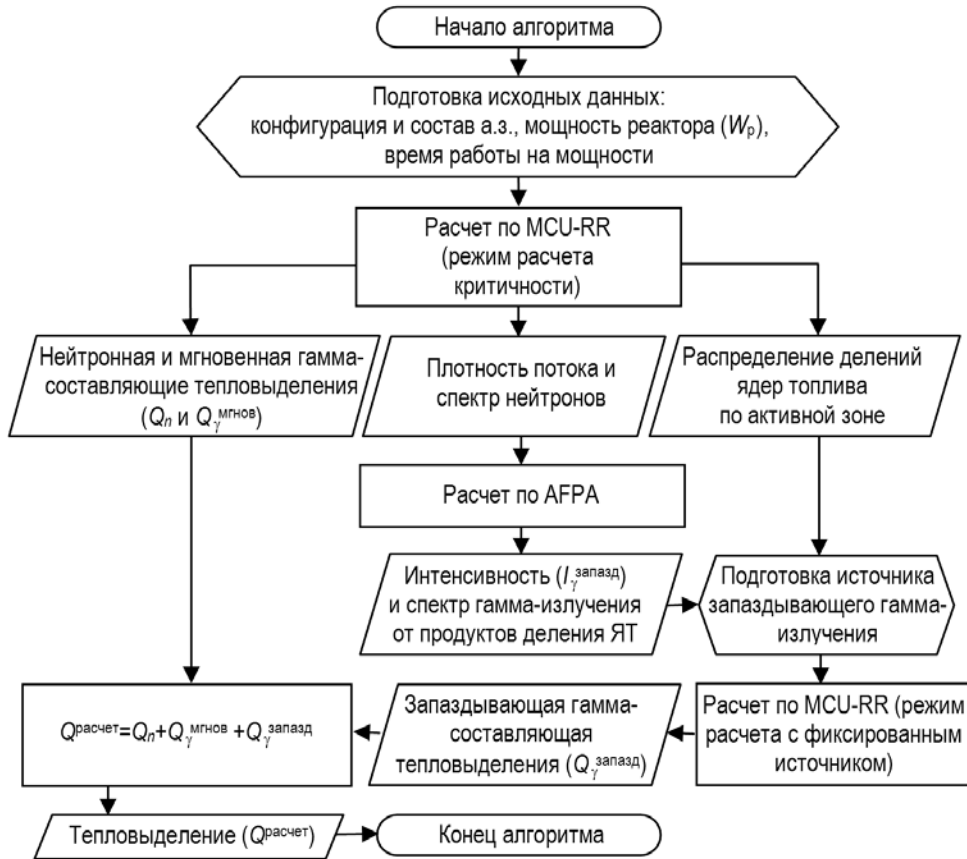 Начало алгоритма
Подготовка исходных данных:
конфигурация и состав а.з., мощность реактора (Wр),
время работы на мощности
Расчет по MCU-RR
(режим расчета
критичности)
Нейтронная и мгновенная гамма-
составляющие тепловыделения
(Qn и Qγмгнов)
Плотность потока и
спектр нейтронов
Распределение делений
ядер топлива
по активной зоне
Расчет по AFPA
Интенсивность (Iγзапазд)
и спектр гамма-излучения
от продуктов деления ЯТ
Подготовка источника
запаздывающего гамма-
излучения
Qрасчет=Qn+Qγмгнов +Qγзапазд
Запаздывающая гамма-
составляющая
тепловыделения (Qγзапазд)
Расчет по MCU-RR (режим
расчета с фиксированным
источником)
Тепловыделение (Qрасчет)
Конец алгоритма